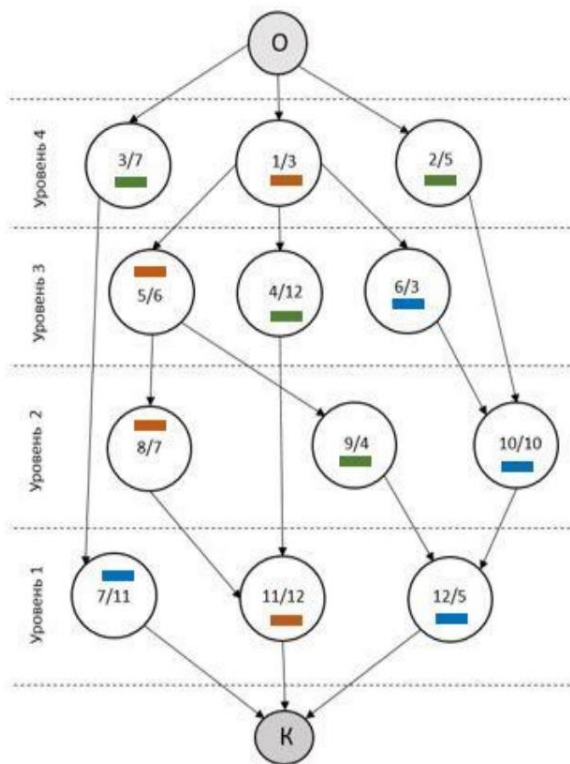 О
Уровень 4
3/7
1/3
2/5
Уровень 3
5/6
4/12
6/3
Уровень 2
8/7
9/4
10/10
Уровень 1
7/11
11/12
12/5
К